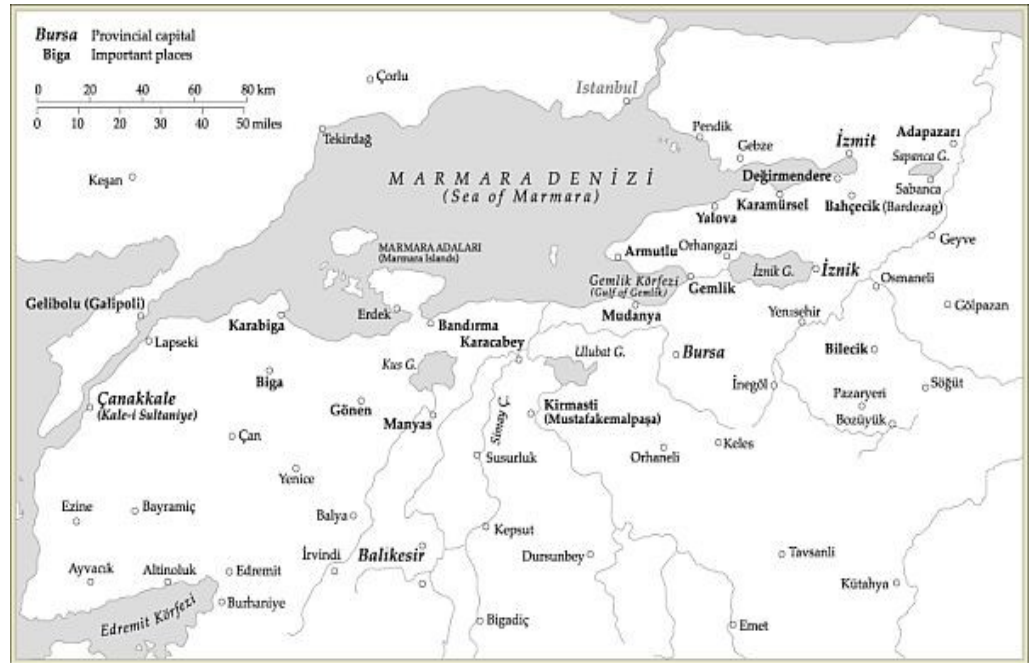 Bursa Provincial capital
Biga Important places
0 20 40 60 80 km
0 10 20 30 40 50 miles
Çorlu
Istanbul
Tekirdağ
Pendik
Gebze
İzmit
Adapazarı
Sapanca G.
Keşan
MARMARA DENİZİ
(Sea of Marmara)
Değirmendere
Sabanca
Karamürsel
Bahçecik (Bardezag)
Yalova
MARMARA ADALARI
(Marmara Islands)
Armutlu
Orhangazi
Geyve
Gemlik Körfezi
(Gulf of Gemlik)
İznik G.
İznik
Gemlik
Osmaneli
Gelibolu (Galipoli)
Karabiga
Erdek
Mudanya
Gölpazan
Lapseki
Bandırma
Yenışehir
Karacabey
Kus G.
Ulubat G.
Bursa
Bilecik
Biga
İnegöl
Söğüt
Çanakkale
(Kale-i Sultaniye)
Gönen
Manyas
Simay Ç.
Kirmasti
(Mustafakemalpaşa)
Pazaryeri
Bozüyük
Çan
Keles
Orhaneli
Susurluk
Yenice
Ezine
Bayramiç
Balya
Kepsut
İrvindi
Balıkesir
Dursunbey
Tavsanli
Ayvacık
Altinoluk
Edremit
Kütahya
Burhaniye
Edremit Körfezi
Bigadiç
Emet